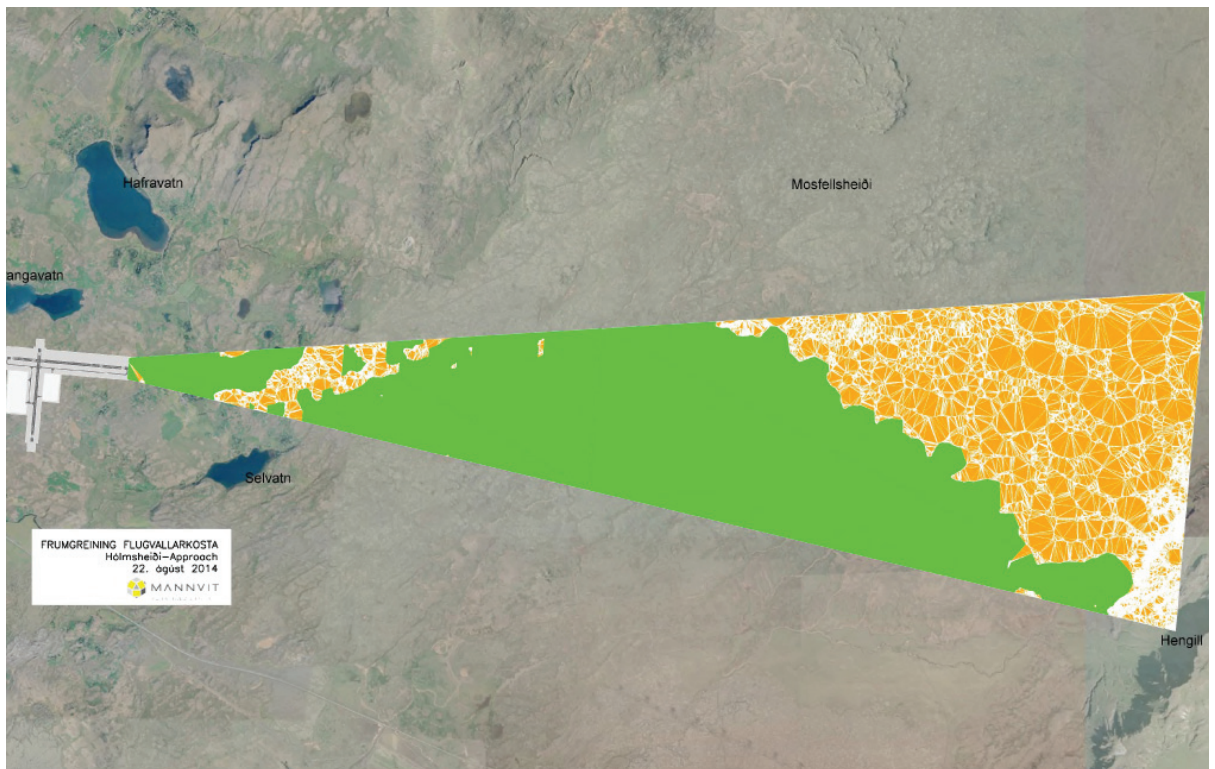 Hafravatn
Mosfellsheiði
angavatn
Selvatn
FRUMGREINING FLUGVALLARKOSTA
Hólmsheiði-Approach
22. ágúst 2014
MANNVIT
Hengill